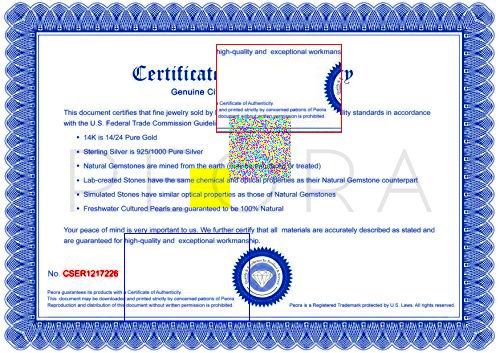 high-quality and exceptional workmans
Certificat y
Genuine Ci
Certificate of Authenticity.
and printed strictly by concerned patrons of Peora
document without written permission is prohibited.
This document certifies that fine jewelry sold by lity standards in accordance
with the U.S. Federal Trade Commission Guideli
• 14K is 14/24 Pure Gold
• Sterling Silver is 925/1000 Pure Silver
• Natural Gemstones are mined from the earth or treated)
• Lab-created Stones have the same chemical and optical properties as their Natural Gemstone counterpart
• Simulated Stones have similar optical properties as those of Natural Gemstones
• Freshwater Cultured Pearls are guaranteed to be 100% Natural
PEORA
Your peace of mind is very important to us. We further certify that all materials are accurately described as stated and
are guaranteed for high-quality and exceptional workmanship.
No. CSER1217226
Peora guarantees its products with a Certificate of Authenticity.
This document may be downloaded and printed strictly by concerned patrons of Peora
Reproduction and distribution of this document without written permission is prohibited.
Peora is a Registered Trademark protected by U.S. Laws. All rights reserved.